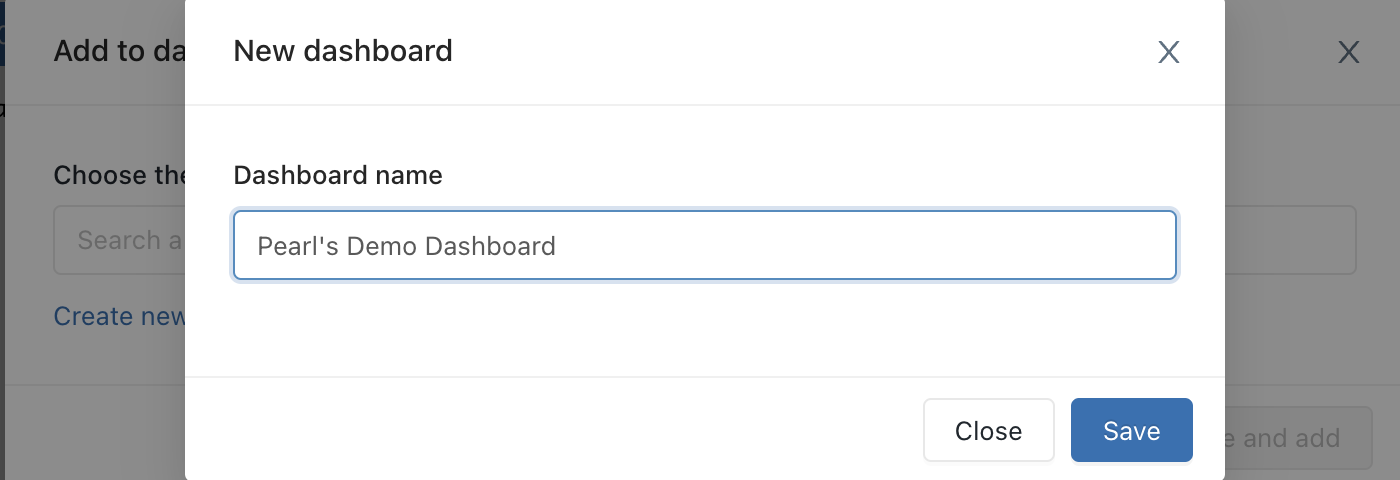 Add to da
New dashboard
X
X
Choose the
Dashboard name
Search a
Pearl's Demo Dashboard
Create new
Close
Save
e and add